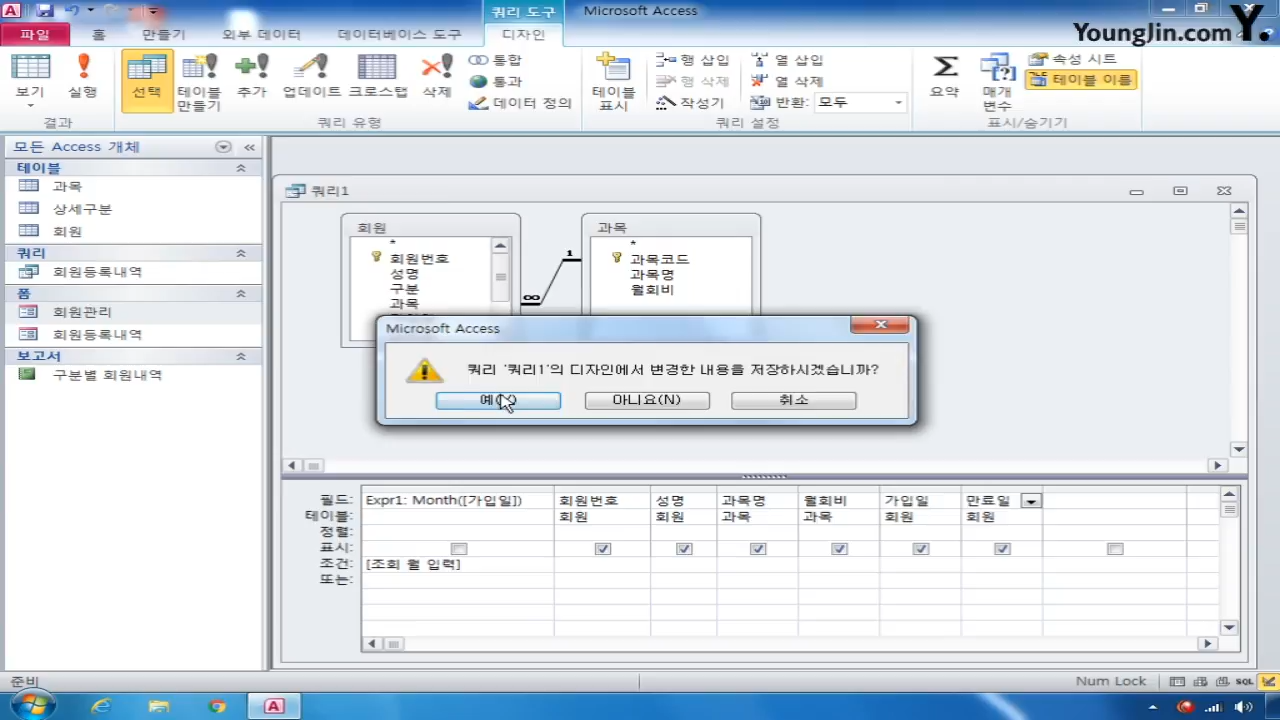 쿼리 도구
Microsoft Access
YoungJin.com Y.
파일
홈
만들기
외부 데이터
데이터베이스 도구
디자인
보기
실행
선택
테이블
만들기
추가
업데이트
크로스탭
삭제
통합
통과
데이터 정의
테이블
표시
행 삽입
행 삭제
작성기
열 삽입
열 삭제
반환: 모두
요약
매개
변수
속성 시트
테이블 이름
결과
쿼리 유형
쿼리 설정
표시/숨기기
모든 Access 개체
테이블
과목
상세구분
회원
쿼리
회원등록내역
폼
회원관리
회원등록내역
보고서
구분별 회원내역
쿼리1
회원
*
회원번호
성명
구분
과목
1
∞
과목
*
과목코드
과목명
월회비
Microsoft Access
쿼리 '쿼리1'의 디자인에서 변경한 내용을 저장하시겠습니까?
아니요(N)
취소
필드: Expr1: Month([가입일]) 회원번호 성명 과목명 월회비 가입일 만료일
테이블: 회원 회원 과목 과목 회원 회원
정렬:
표시:
조건: [조회 월 입력]
또는:
준비
Num Lock
SQL